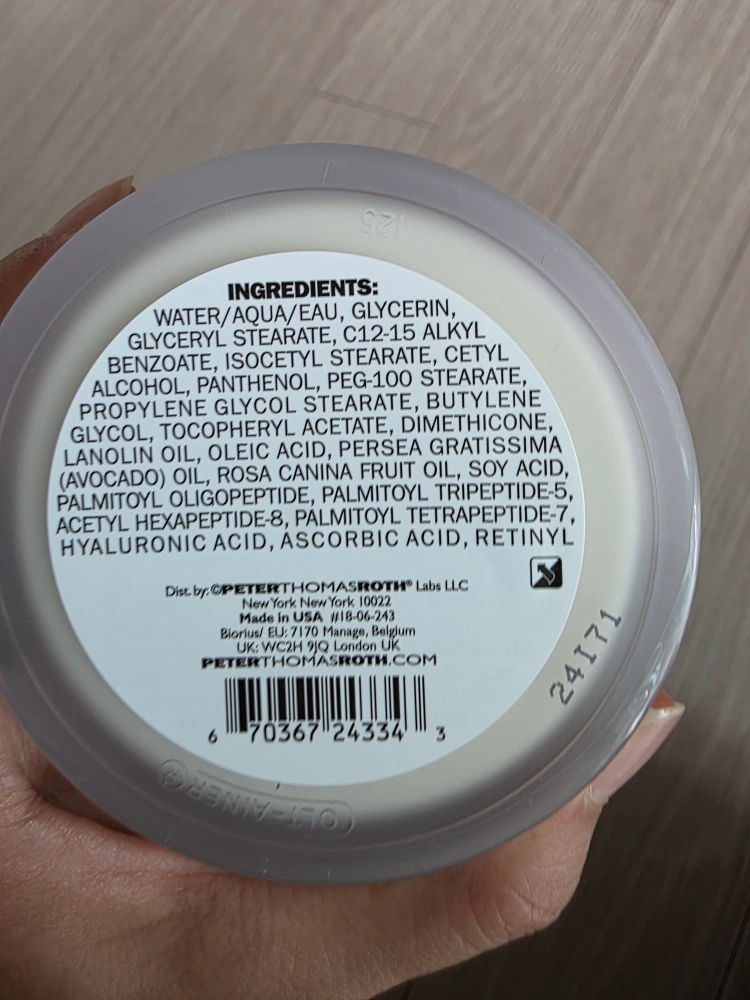 125
INGREDIENTS:
WATER/AQUA/EAU, GLYCERIN,
GLYCERYL STEARATE, C12-15 ALKYL
BENZOATE, ISOCETYL STEARATE, CETYL
ALCOHOL, PANTHENOL, PEG-100 STEARATE,
PROPYLENE GLYCOL STEARATE, BUTYLENE
GLYCOL, TOCOPHERYL ACETATE, DIMETHICONE,
LANOLIN OIL, OLEIC ACID, PERSEA GRATISSIMA
(AVOCADO) OIL, ROSA CANINA FRUIT OIL, SOY ACID,
PALMITOYL OLIGOPEPTIDE, PALMITOYL TRIPEPTIDE-5,
ACETYL HEXAPEPTIDE-8, PALMITOYL TETRAPEPTIDE-7,
HYALURONIC ACID, ASCORBIC ACID, RETINYL
Dist. by: ©PETERTHOMASROTH® Labs LLC
New York New York 10022
Made in USA #18-06-243
Biorius/ EU: 7170 Manage, Belgium
UK: WC2H 9JQ London UK
PETERTHOMASROTH.COM
6 70367 24334 3
24171
COLT-AINER®